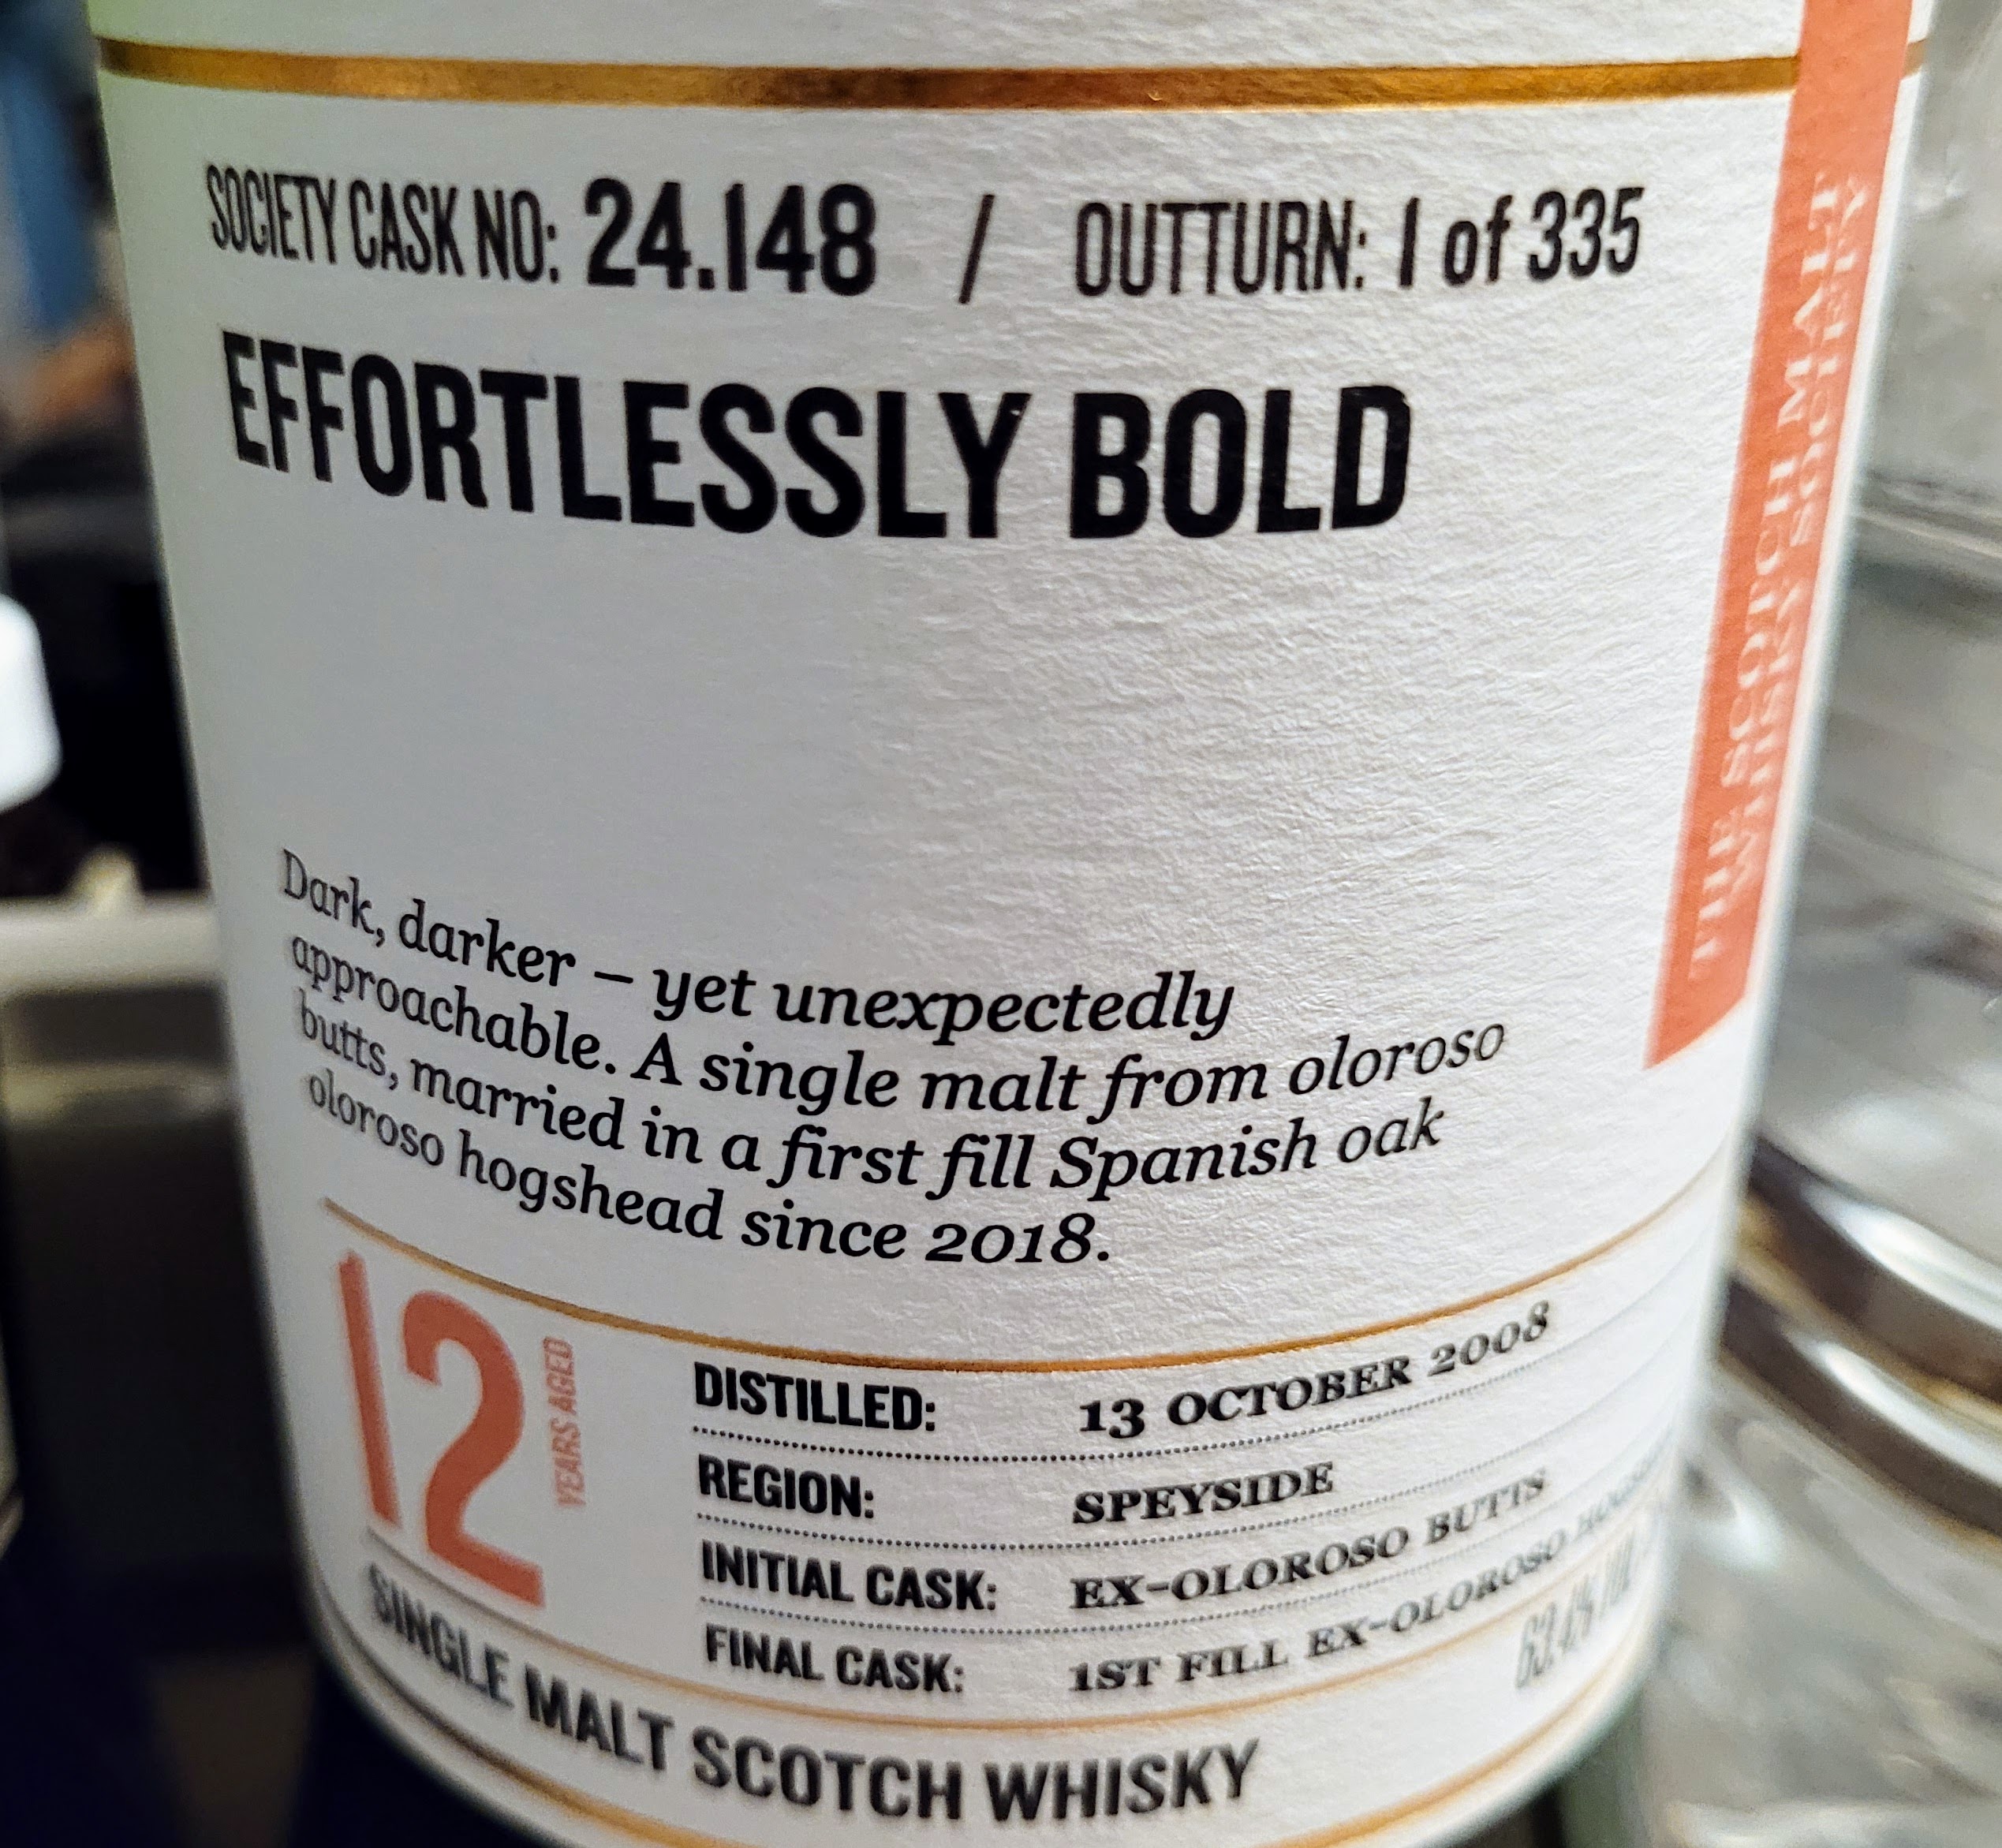 SOCIETY CASK NO: 24.148 / OUTTURN: 1 of 335
EFFORTLESSLY BOLD
THE SCOTCH MALT
WHISKY SOCIETY
Dark, darker – yet unexpectedly
approachable. A single malt from oloroso
butts, married in a first fill Spanish oak
oloroso hogshead since 2018.
12 YEARS AGED
DISTILLED: 13 OCTOBER 2008
REGION: SPEYSIDE
INITIAL CASK: EX-OLOROSO BUTTS
FINAL CASK: 1ST FILL EX-OLOROSO
SINGLE MALT SCOTCH WHISKY 63.4%